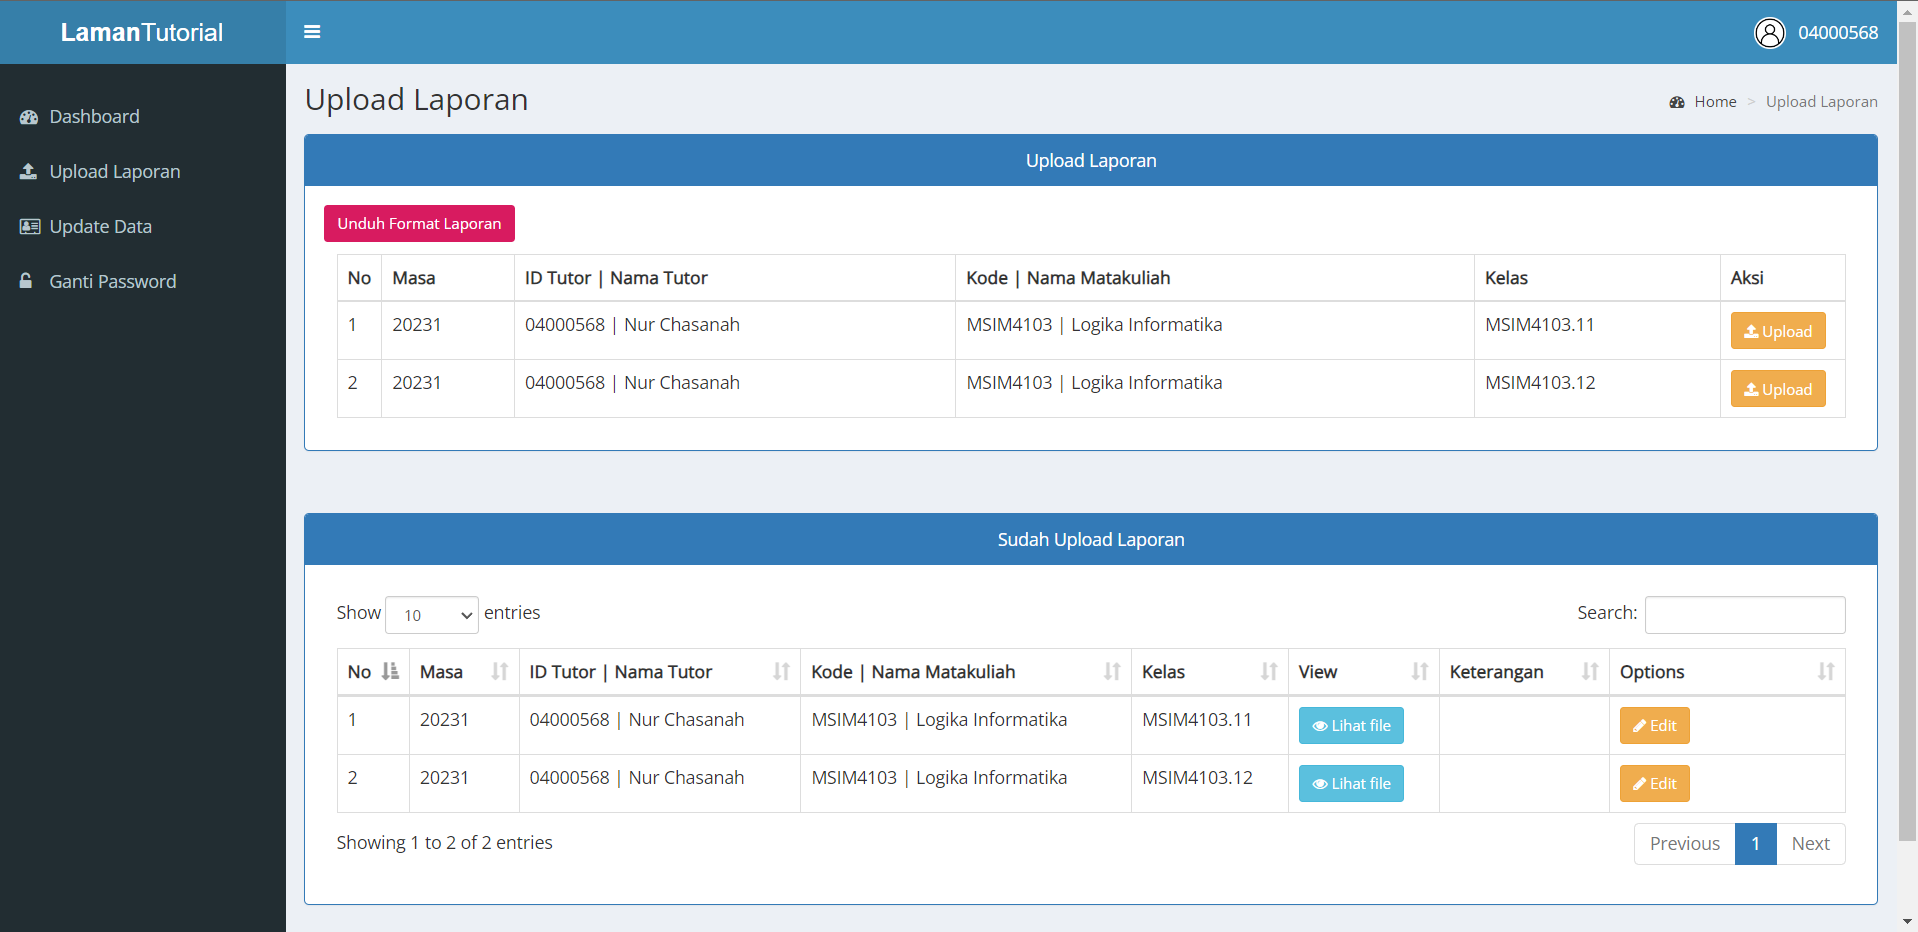 LamanTutorial
04000568
Dashboard
Upload Laporan
Update Data
Ganti Password
Upload Laporan
Home > Upload Laporan
Upload Laporan
Unduh Format Laporan
No Masa ID Tutor | Nama Tutor Kode | Nama Matakuliah Kelas Aksi
1 20231 04000568 | Nur Chasanah MSIM4103 | Logika Informatika MSIM4103.11 Upload
2 20231 04000568 | Nur Chasanah MSIM4103 | Logika Informatika MSIM4103.12 Upload
Sudah Upload Laporan
Show 10 entries Search:
No Masa ID Tutor | Nama Tutor Kode | Nama Matakuliah Kelas View Keterangan Options
1 20231 04000568 | Nur Chasanah MSIM4103 | Logika Informatika MSIM4103.11 Lihat file Edit
2 20231 04000568 | Nur Chasanah MSIM4103 | Logika Informatika MSIM4103.12 Lihat file Edit
Showing 1 to 2 of 2 entries Previous 1 Next